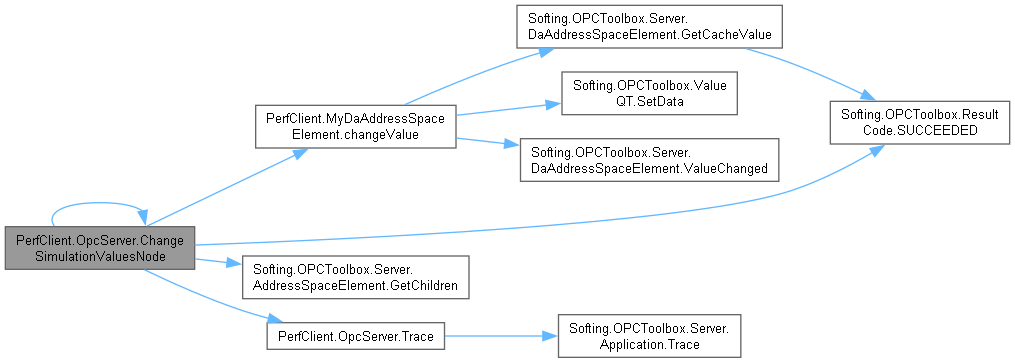 Softing.OPCToolbox.Server.
DaAddressSpaceElement.GetCacheValue
Softing.OPCToolbox.Value
QT.SetData
PerfClient.MyDaAddressSpace
Element.changeValue
Softing.OPCToolbox.Result
Code.SUCCEEDED
Softing.OPCToolbox.Server.
DaAddressSpaceElement.ValueChanged
PerfClient.OpcServer.Change
SimulationValuesNode
Softing.OPCToolbox.Server.
AddressSpaceElement.GetChildren
PerfClient.OpcServer.Trace
Softing.OPCToolbox.Server.
Application.Trace